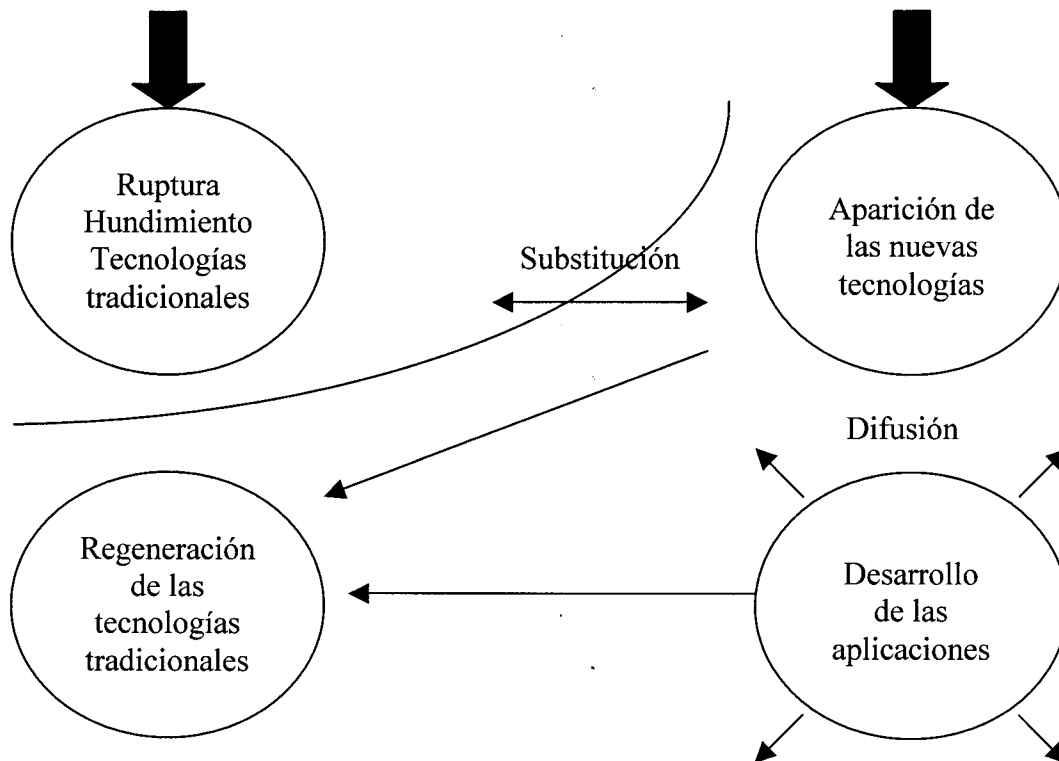 Ruptura
Hundimiento
Tecnologías
tradicionales
Substitución
Aparición de
las nuevas
tecnologías
Difusión
Regeneración
de las
tecnologías
tradicionales
Desarrollo
de las
aplicaciones